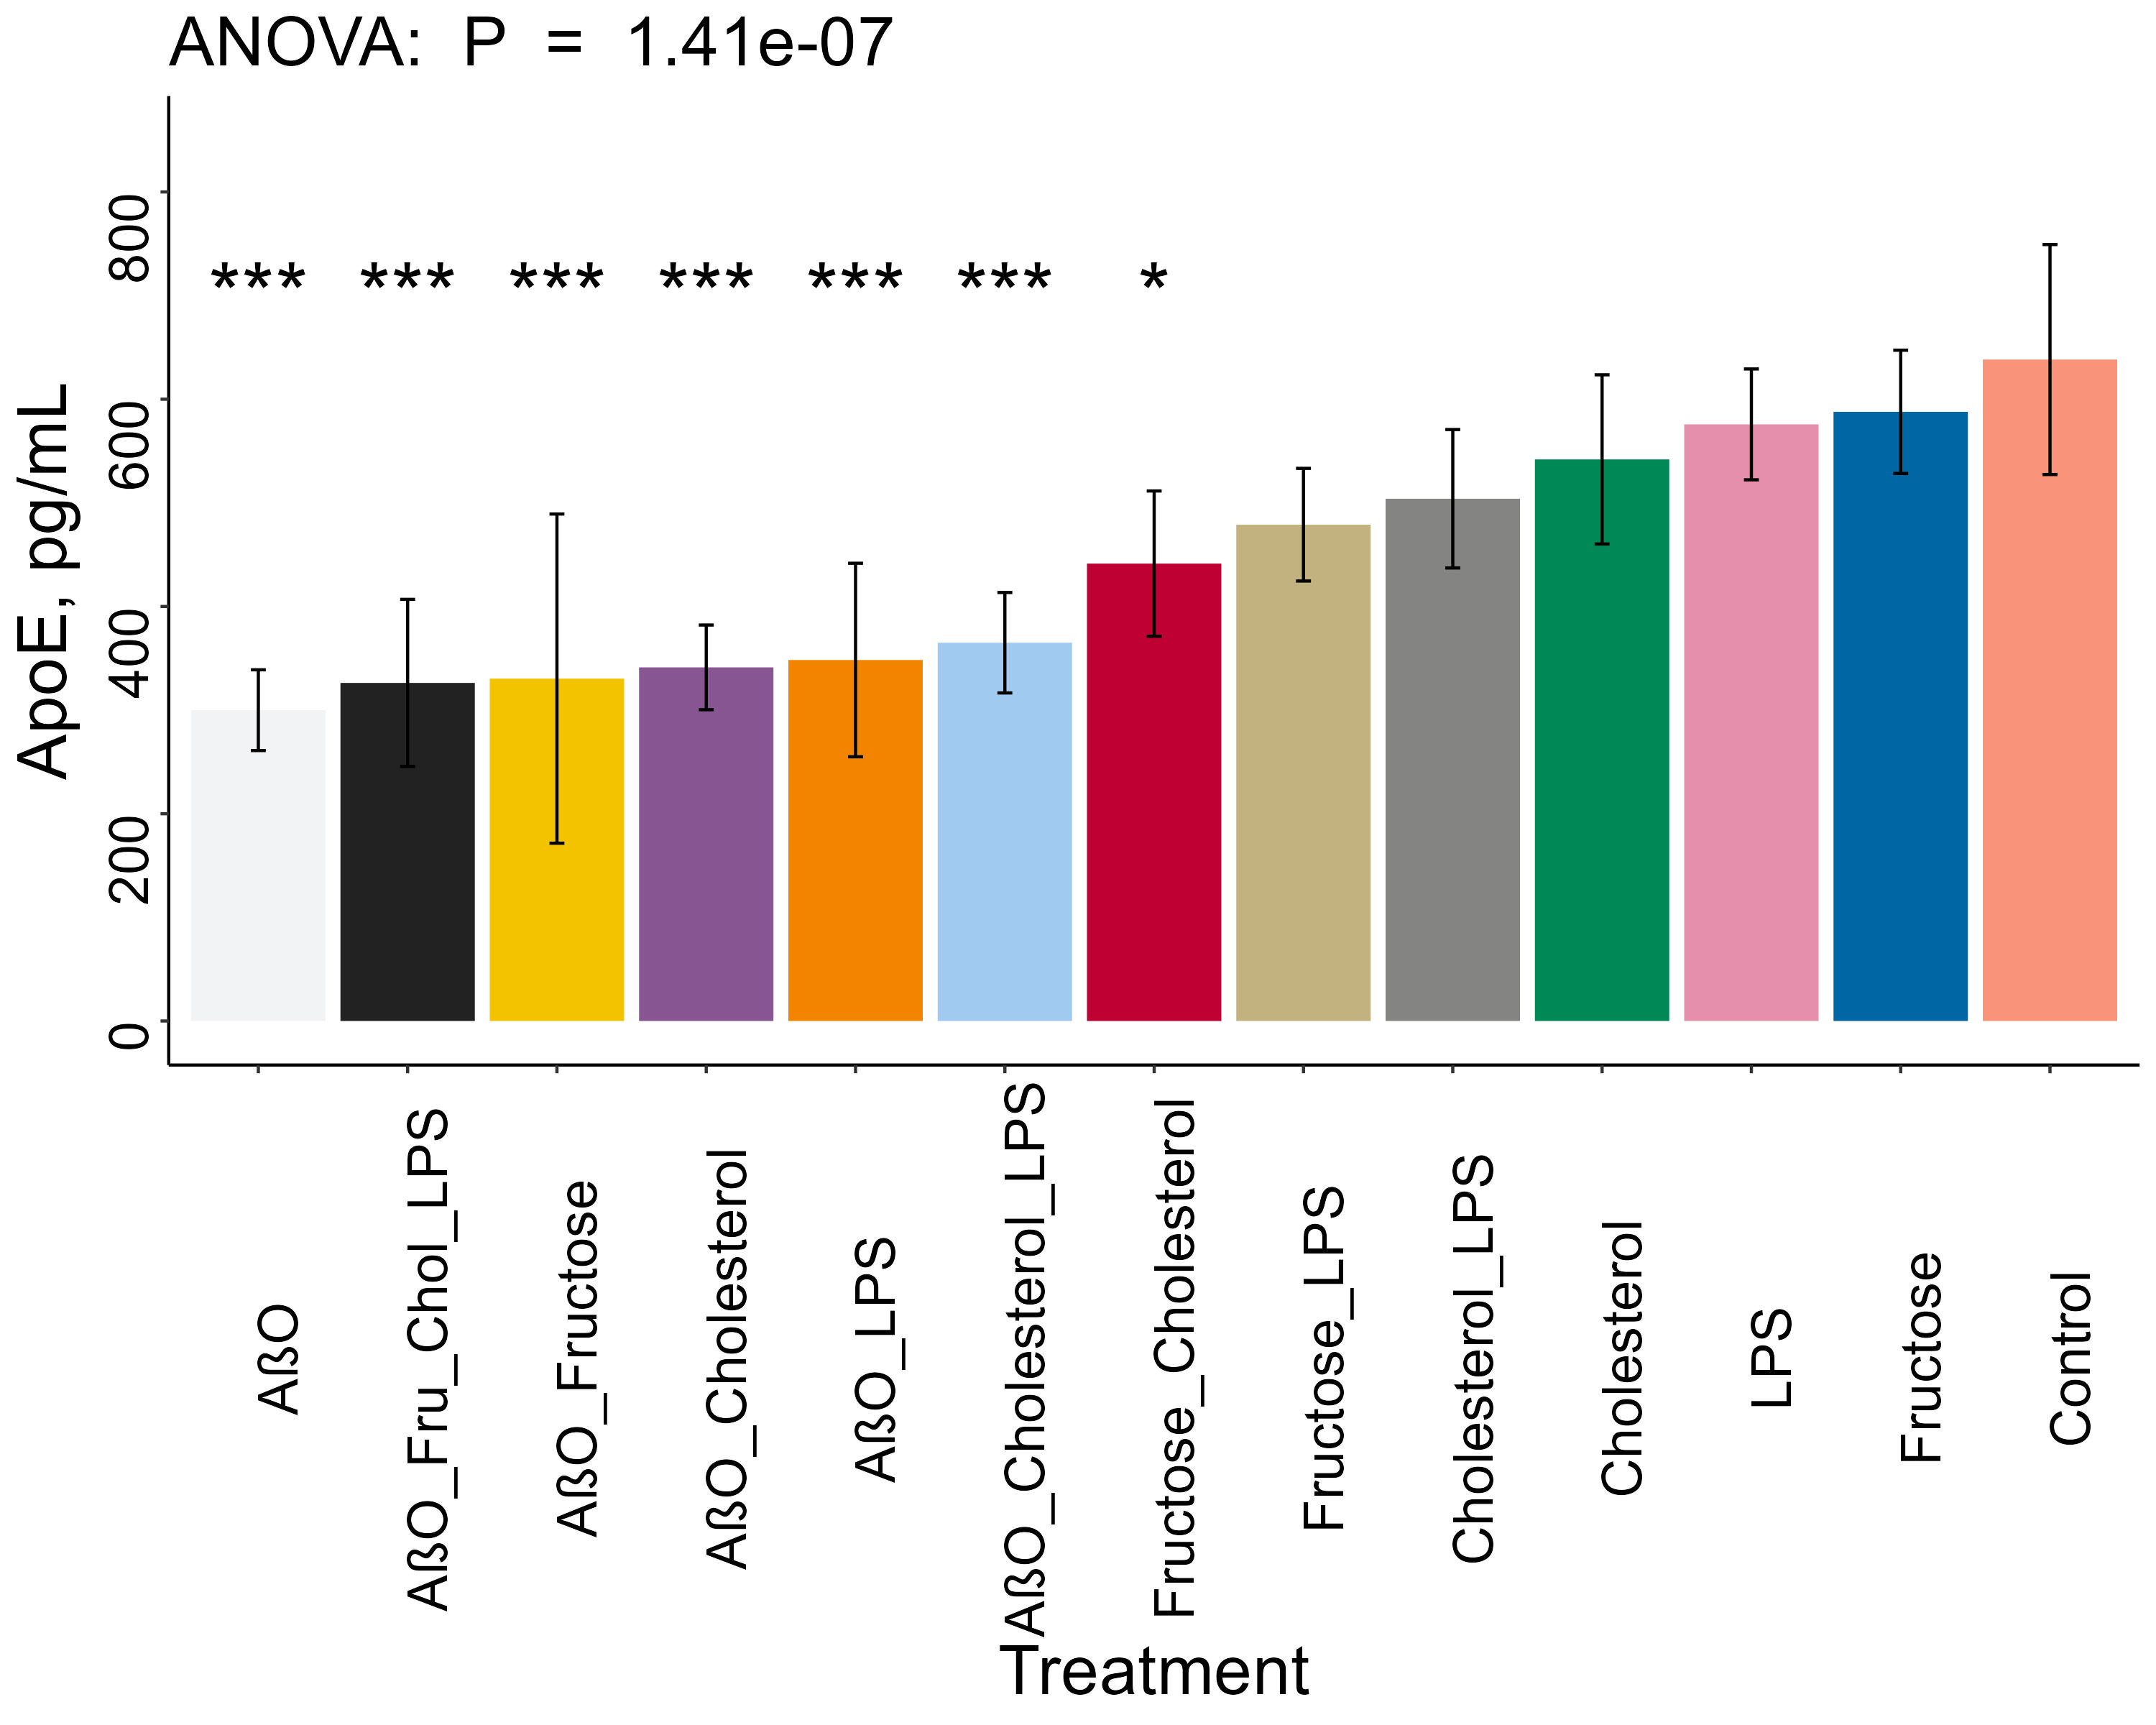 ANOVA: P = 1.41e-07
ApoE, pg/mL
800
600
400
200
0
*** *** *** *** *** *** *
AßO
AßO_Fru_Chol_LPS
AßO_Fructose
AßO_Cholesterol
AßO_LPS
AßO_Cholesterol_LPS
Fructose_Cholesterol
Fructose_LPS
Cholesterol_LPS
Cholesterol
LPS
Fructose
Control
Treatment